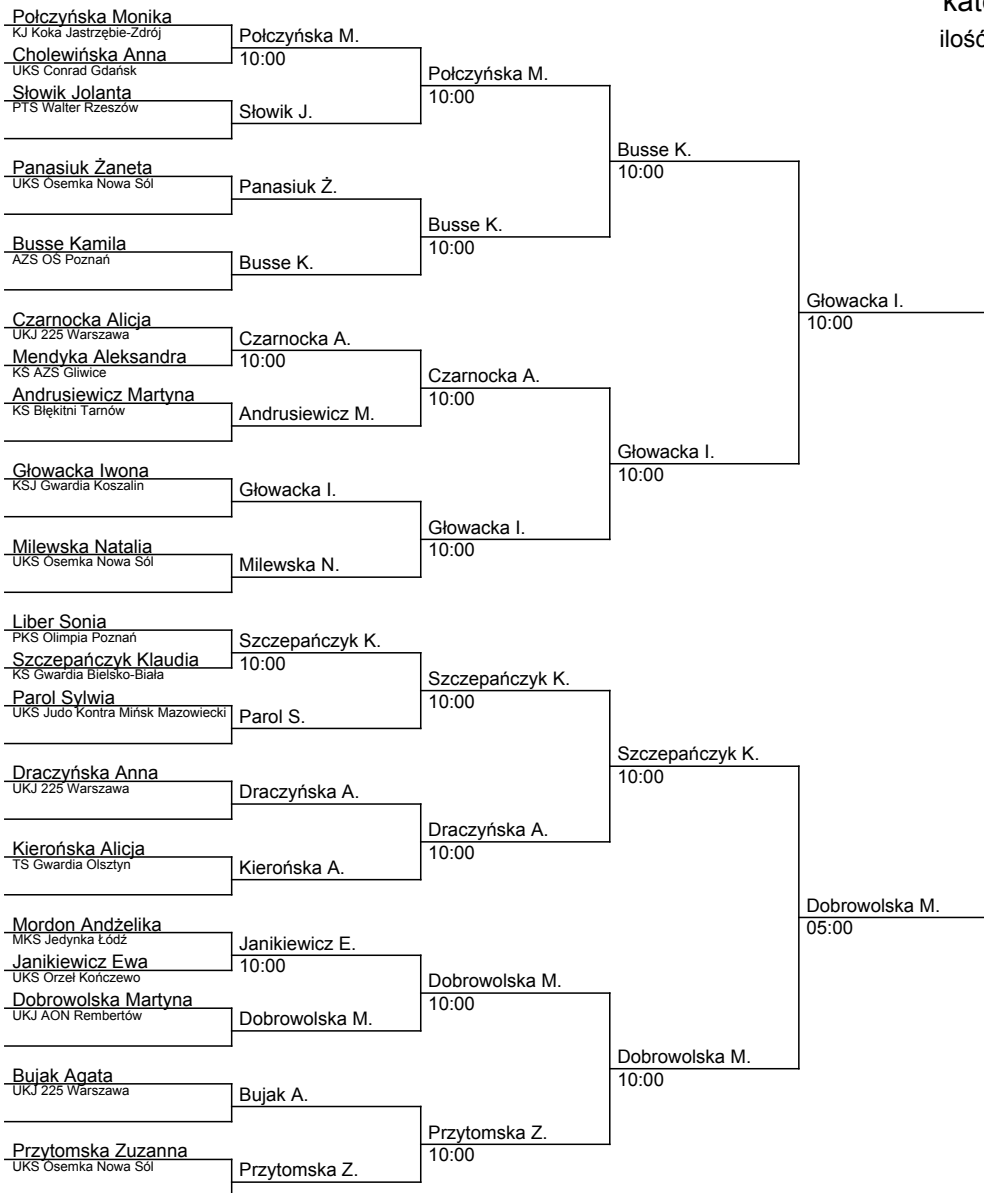 kat
ilość
Połczyńska Monika
KJ Koka Jastrzębie-Zdrój
Cholewińska Anna
UKS Conrad Gdańsk
Słowik Jolanta
PTS Walter Rzeszów
Panasiuk Żaneta
UKS Ósemka Nowa Sól
Busse Kamila
AZS OŚ Poznań
Czarnocka Alicja
UKJ 225 Warszawa
Mendyka Aleksandra
KŚ AZS Gliwice
Andrusiewicz Martyna
KS Błękitni Tarnów
Głowacka Iwona
KSJ Gwardia Koszalin
Milewska Natalia
UKS Ósemka Nowa Sól
Liber Sonia
PKS Olimpia Poznań
Szczepańczyk Klaudia
KS Gwardia Bielsko-Biała
Parol Sylwia
UKS Judo Kontra Mińsk Mazowiecki
Draczyńska Anna
UKJ 225 Warszawa
Kierońska Alicja
TS Gwardia Olsztyn
Mordon Andżelika
MKS Jedynka Łódź
Janikiewicz Ewa
UKS Orzeł Kończewo
Dobrowolska Martyna
UKJ AON Rembertów
Bujak Agata
UKJ 225 Warszawa
Przytomska Zuzanna
UKS Ósemka Nowa Sól
Połczyńska M.
10:00
Słowik J.
Panasiuk Ż.
Busse K.
Czarnocka A.
10:00
Andrusiewicz M.
Głowacka I.
Milewska N.
Szczepańczyk K.
10:00
Parol S.
Draczyńska A.
Kierońska A.
Janikiewicz E.
10:00
Dobrowolska M.
Bujak A.
Przytomska Z.
Połczyńska M.
10:00
Busse K.
10:00
Czarnocka A.
10:00
Głowacka I.
10:00
Szczepańczyk K.
10:00
Draczyńska A.
10:00
Dobrowolska M.
10:00
Przytomska Z.
10:00
Busse K.
10:00
Głowacka I.
10:00
Szczepańczyk K.
10:00
Dobrowolska M.
10:00
Głowacka I.
10:00
Dobrowolska M.
05:00